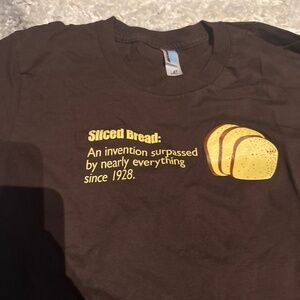 Sliced Bread:
An invention surpassed
by nearly everything
since 1928.